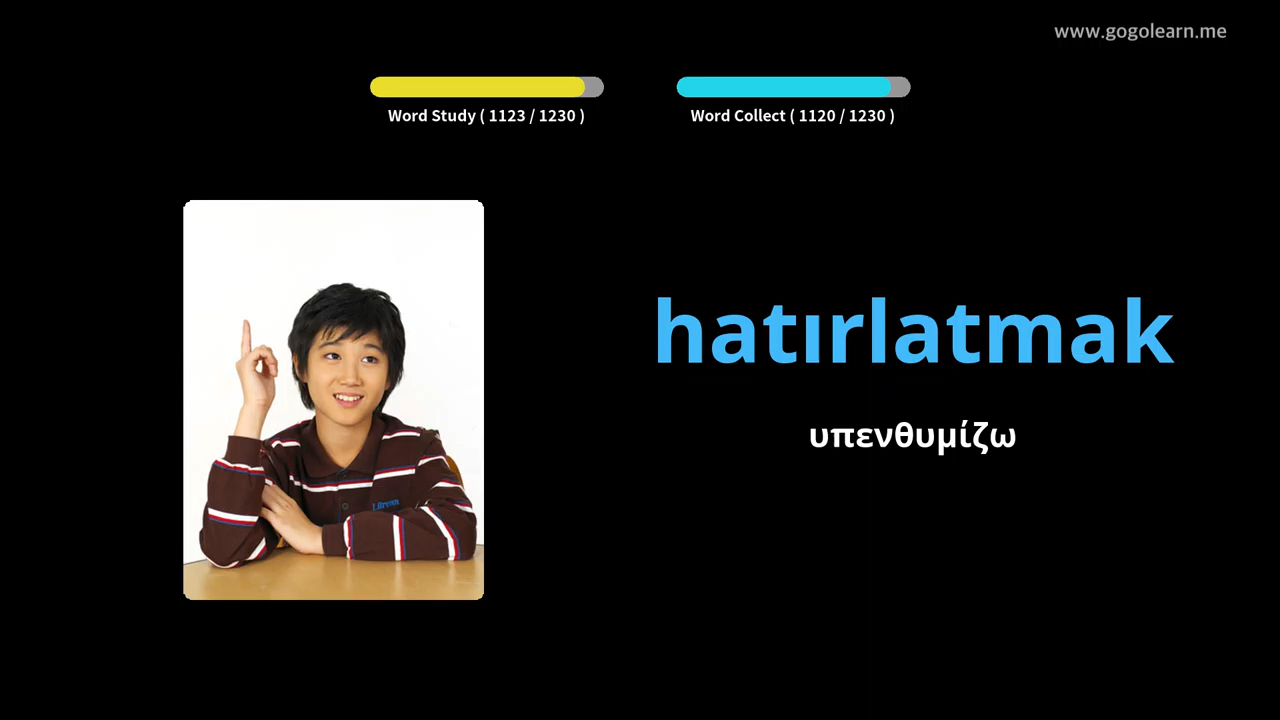 www.gogolearn.me
Word Study ( 1123 / 1230 )
Word Collect ( 1120 / 1230 )
hatırlatmak
υπενθυμίζω